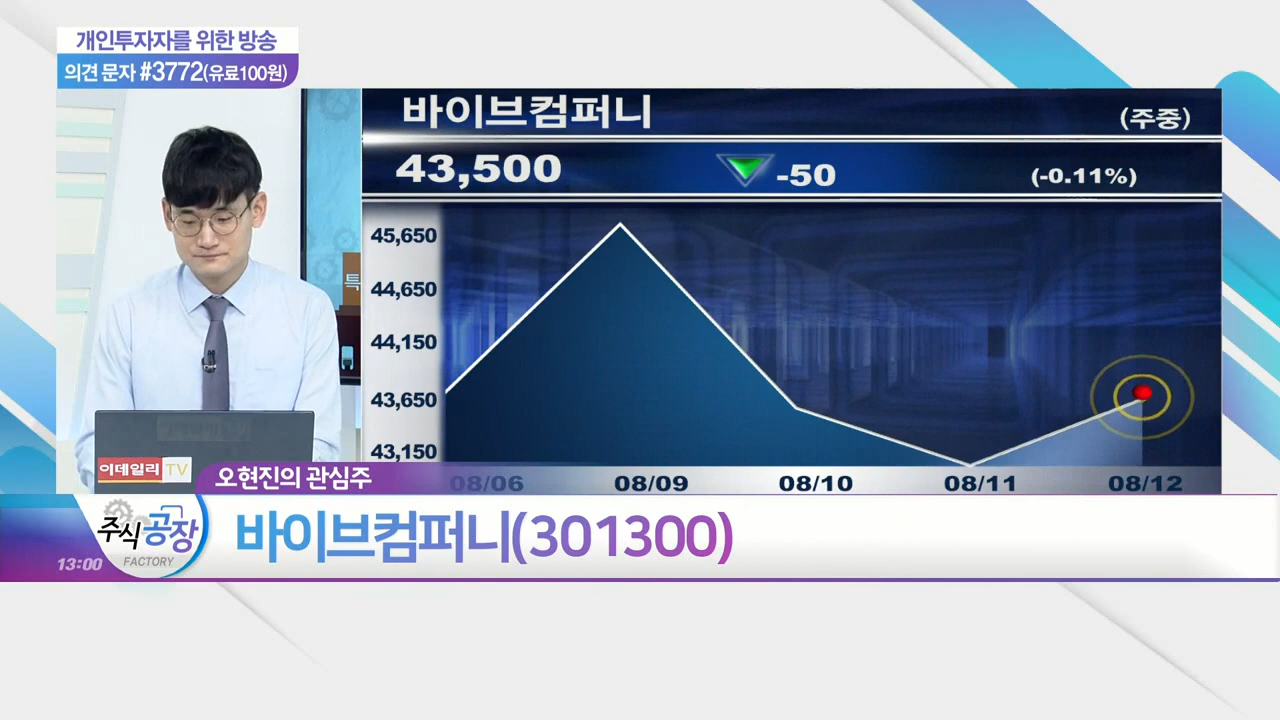 개인투자자를 위한 방송
의견 문자 #3772(유료100원)
바이브컴퍼니
(주중)
43,500
-50
(-0.11%)
45,650
44,650
44,150
43,650
43,150
08/06 08/09 08/10 08/11 08/12
특
이데일리 TV
오현진의 관심주
주식공장
FACTORY
13:00
바이브컴퍼니(301300)